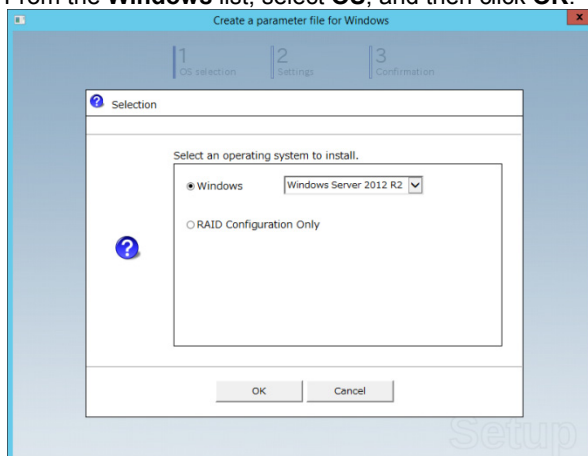 From the Windows list, select OS, and then click OK.
Create a parameter file for Windows
x
1
OS selection
2
Settings
3
Confirmation
Selection
Select an operating system to install.
Windows
Windows Server 2012 R2
RAID Configuration Only
OK
Cancel
Setup